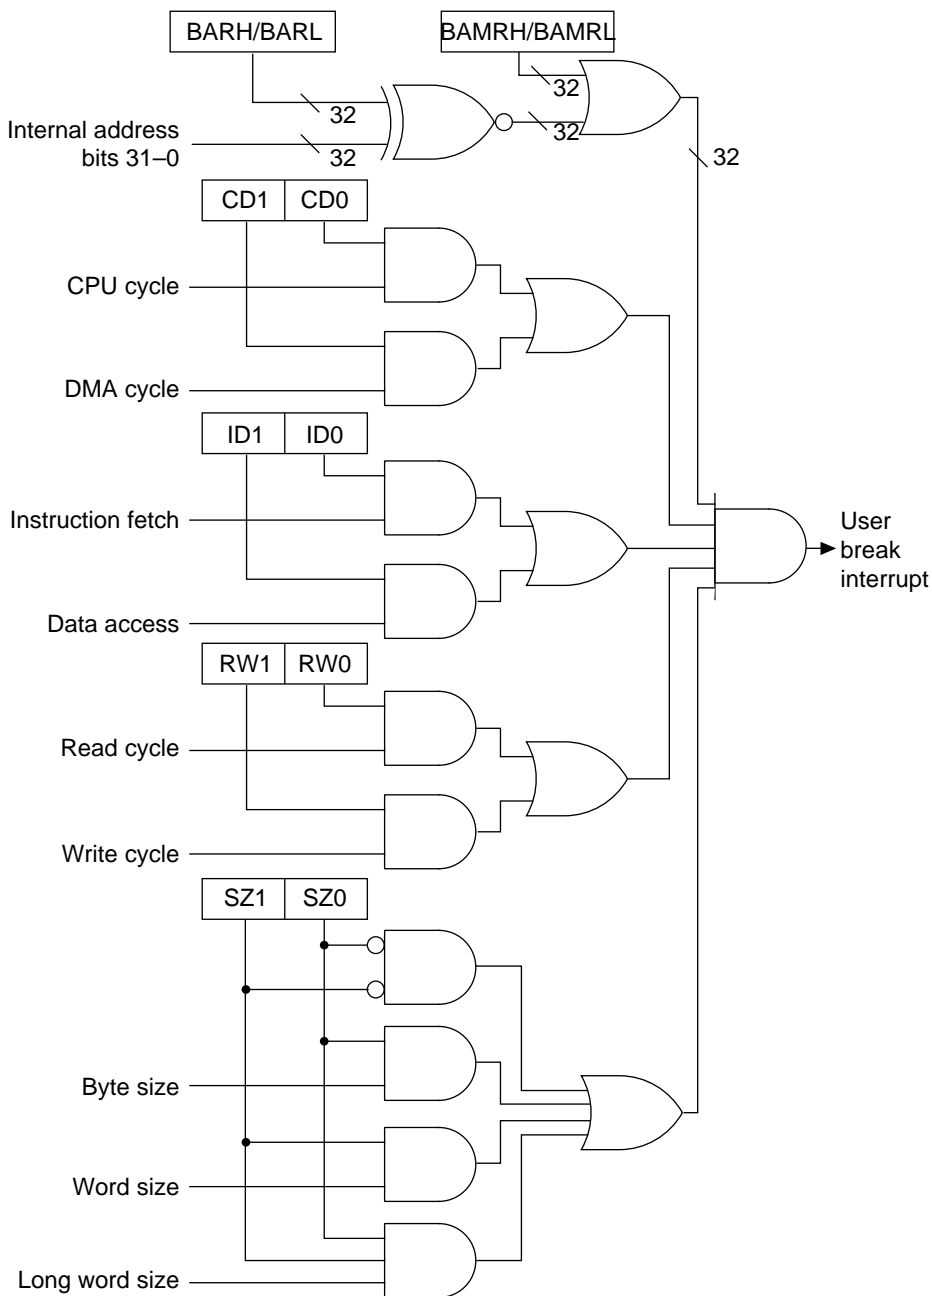 BARH/BARL
BAMRH/BAMRL
32
32
32
Internal address
bits 31–0
32
32
CD1 CD0
CPU cycle
DMA cycle
ID1 ID0
Instruction fetch
User
break
interrupt
Data access
RW1 RW0
Read cycle
Write cycle
SZ1 SZ0
Byte size
Word size
Long word size